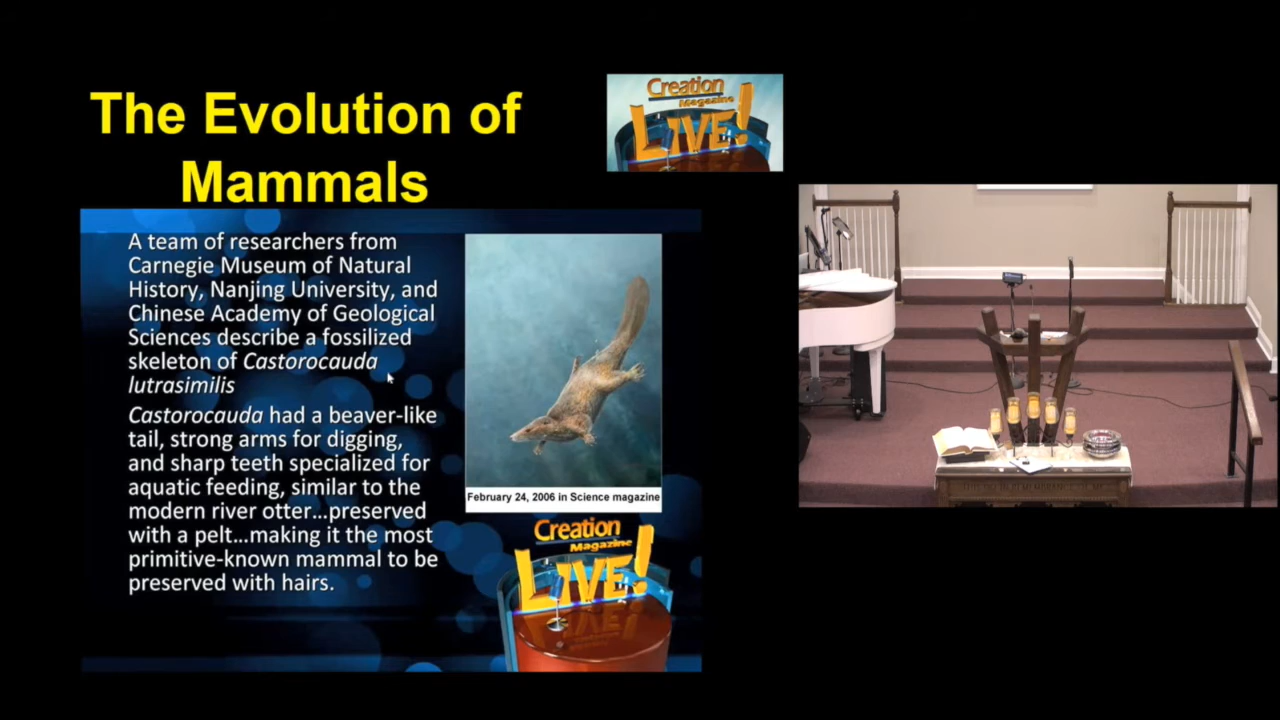 The Evolution of
Mammals
Creation
Magazine
LIVE!
A team of researchers from
Carnegie Museum of Natural
History, Nanjing University, and
Chinese Academy of Geological
Sciences describe a fossilized
skeleton of Castorocauda
lutrasimilis
Castorocauda had a beaver-like
tail, strong arms for digging,
and sharp teeth specialized for
aquatic feeding, similar to the
modern river otter...preserved
with a pelt...making it the most
primitive-known mammal to be
preserved with hairs.
February 24, 2006 in Science magazine
Creation
Magazine
LIVE!